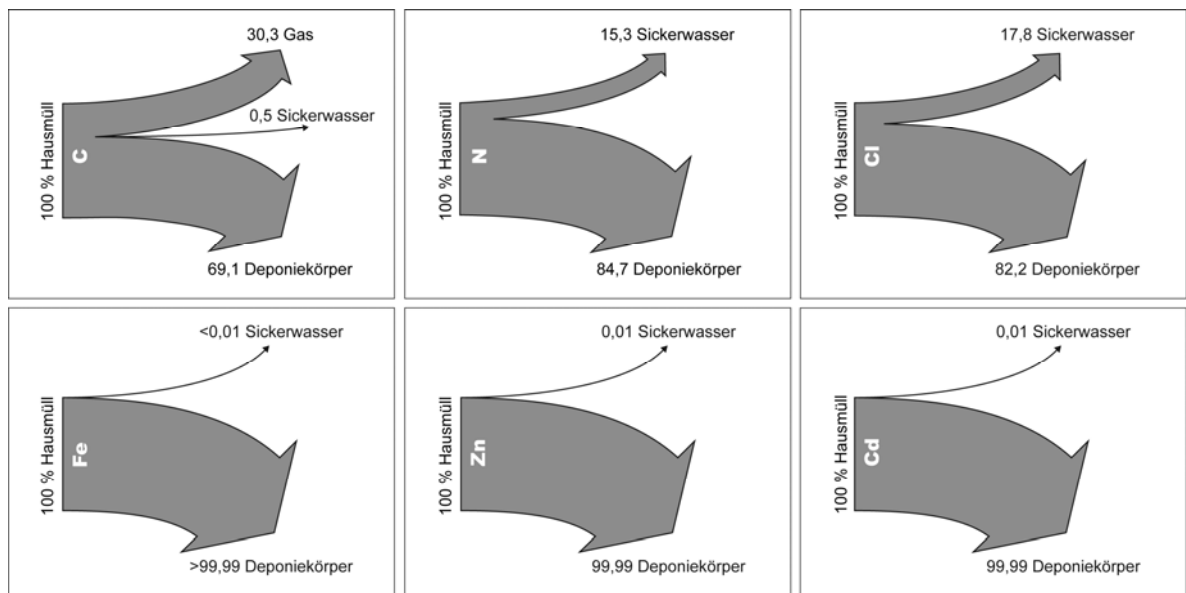 30,3 Gas
0,5 Sickerwasser
100 % Hausmüll
C
69,1 Deponiekörper
15,3 Sickerwasser
100 % Hausmüll
N
84,7 Deponiekörper
17,8 Sickerwasser
100 % Hausmüll
Cl
82,2 Deponiekörper
<0,01 Sickerwasser
100 % Hausmüll
Fe
>99,99 Deponiekörper
0,01 Sickerwasser
100 % Hausmüll
Zn
99,99 Deponiekörper
0,01 Sickerwasser
100 % Hausmüll
Cd
99,99 Deponiekörper